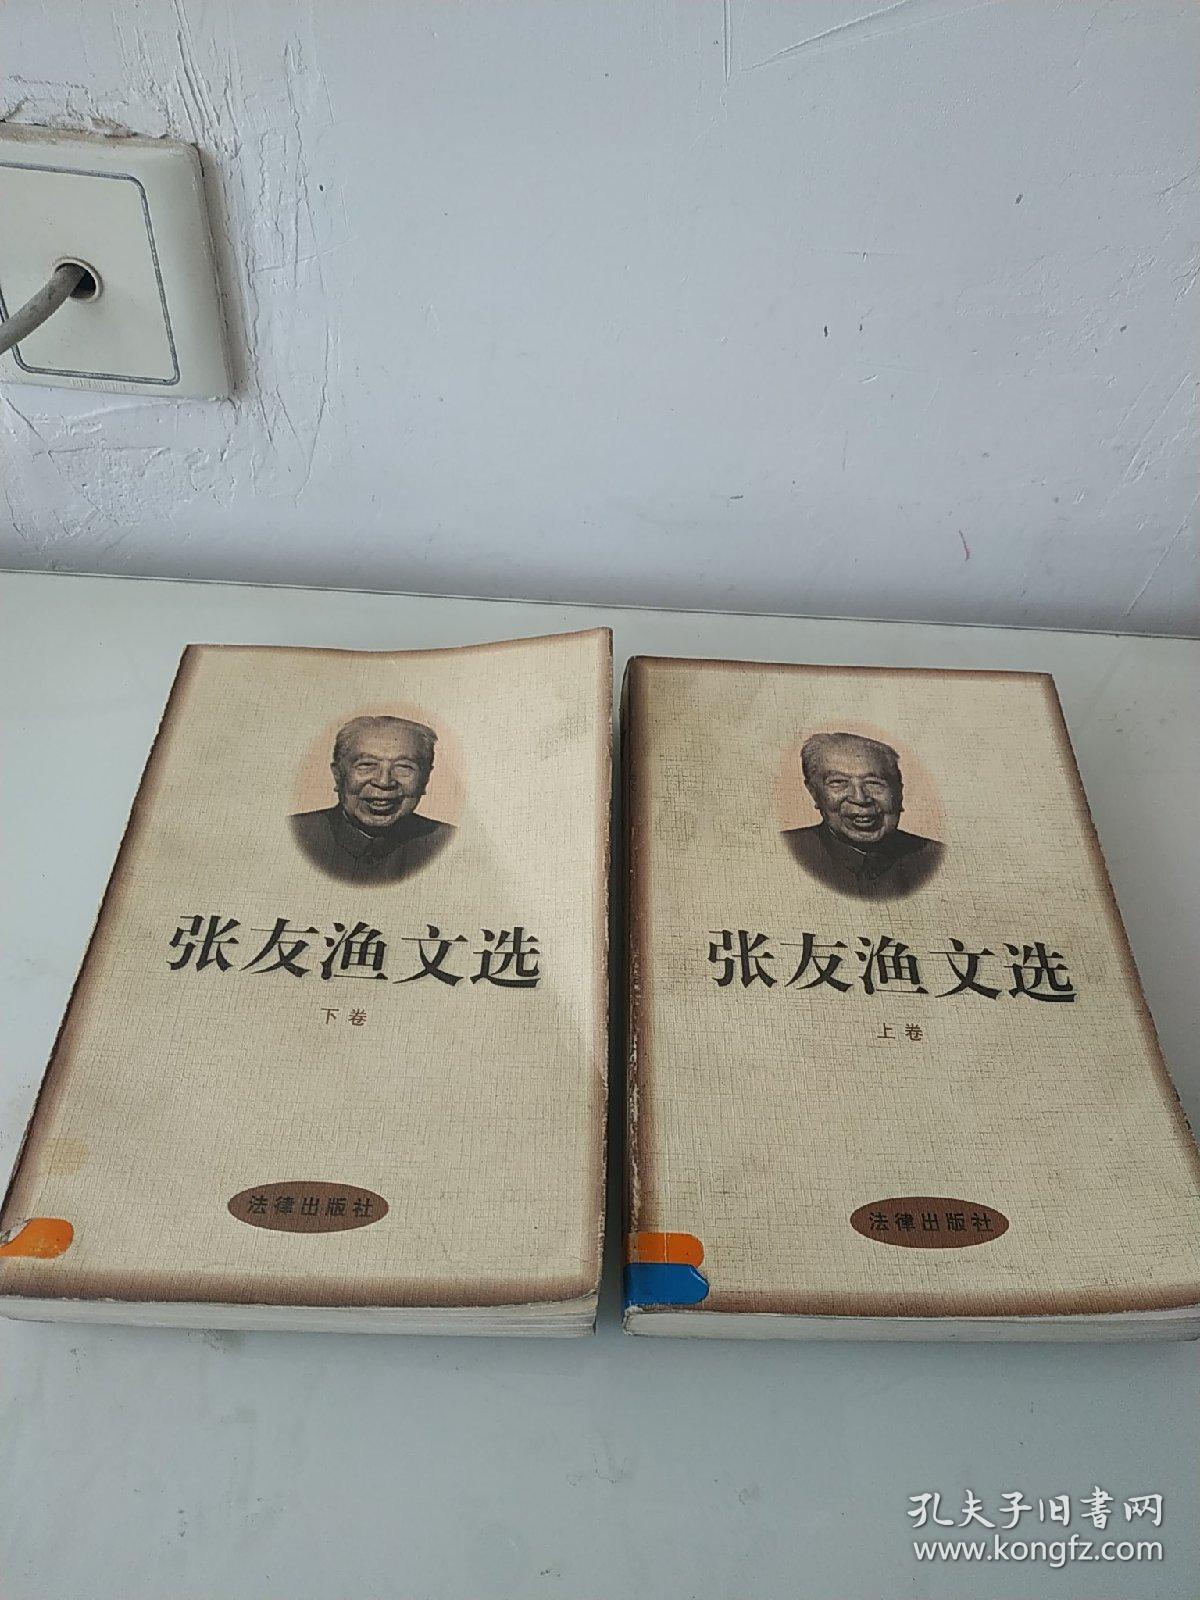 张友渔文选
下卷
法律出版社
张友渔文选
上卷
法律出版社
孔夫子旧书网
www.kongfz.com